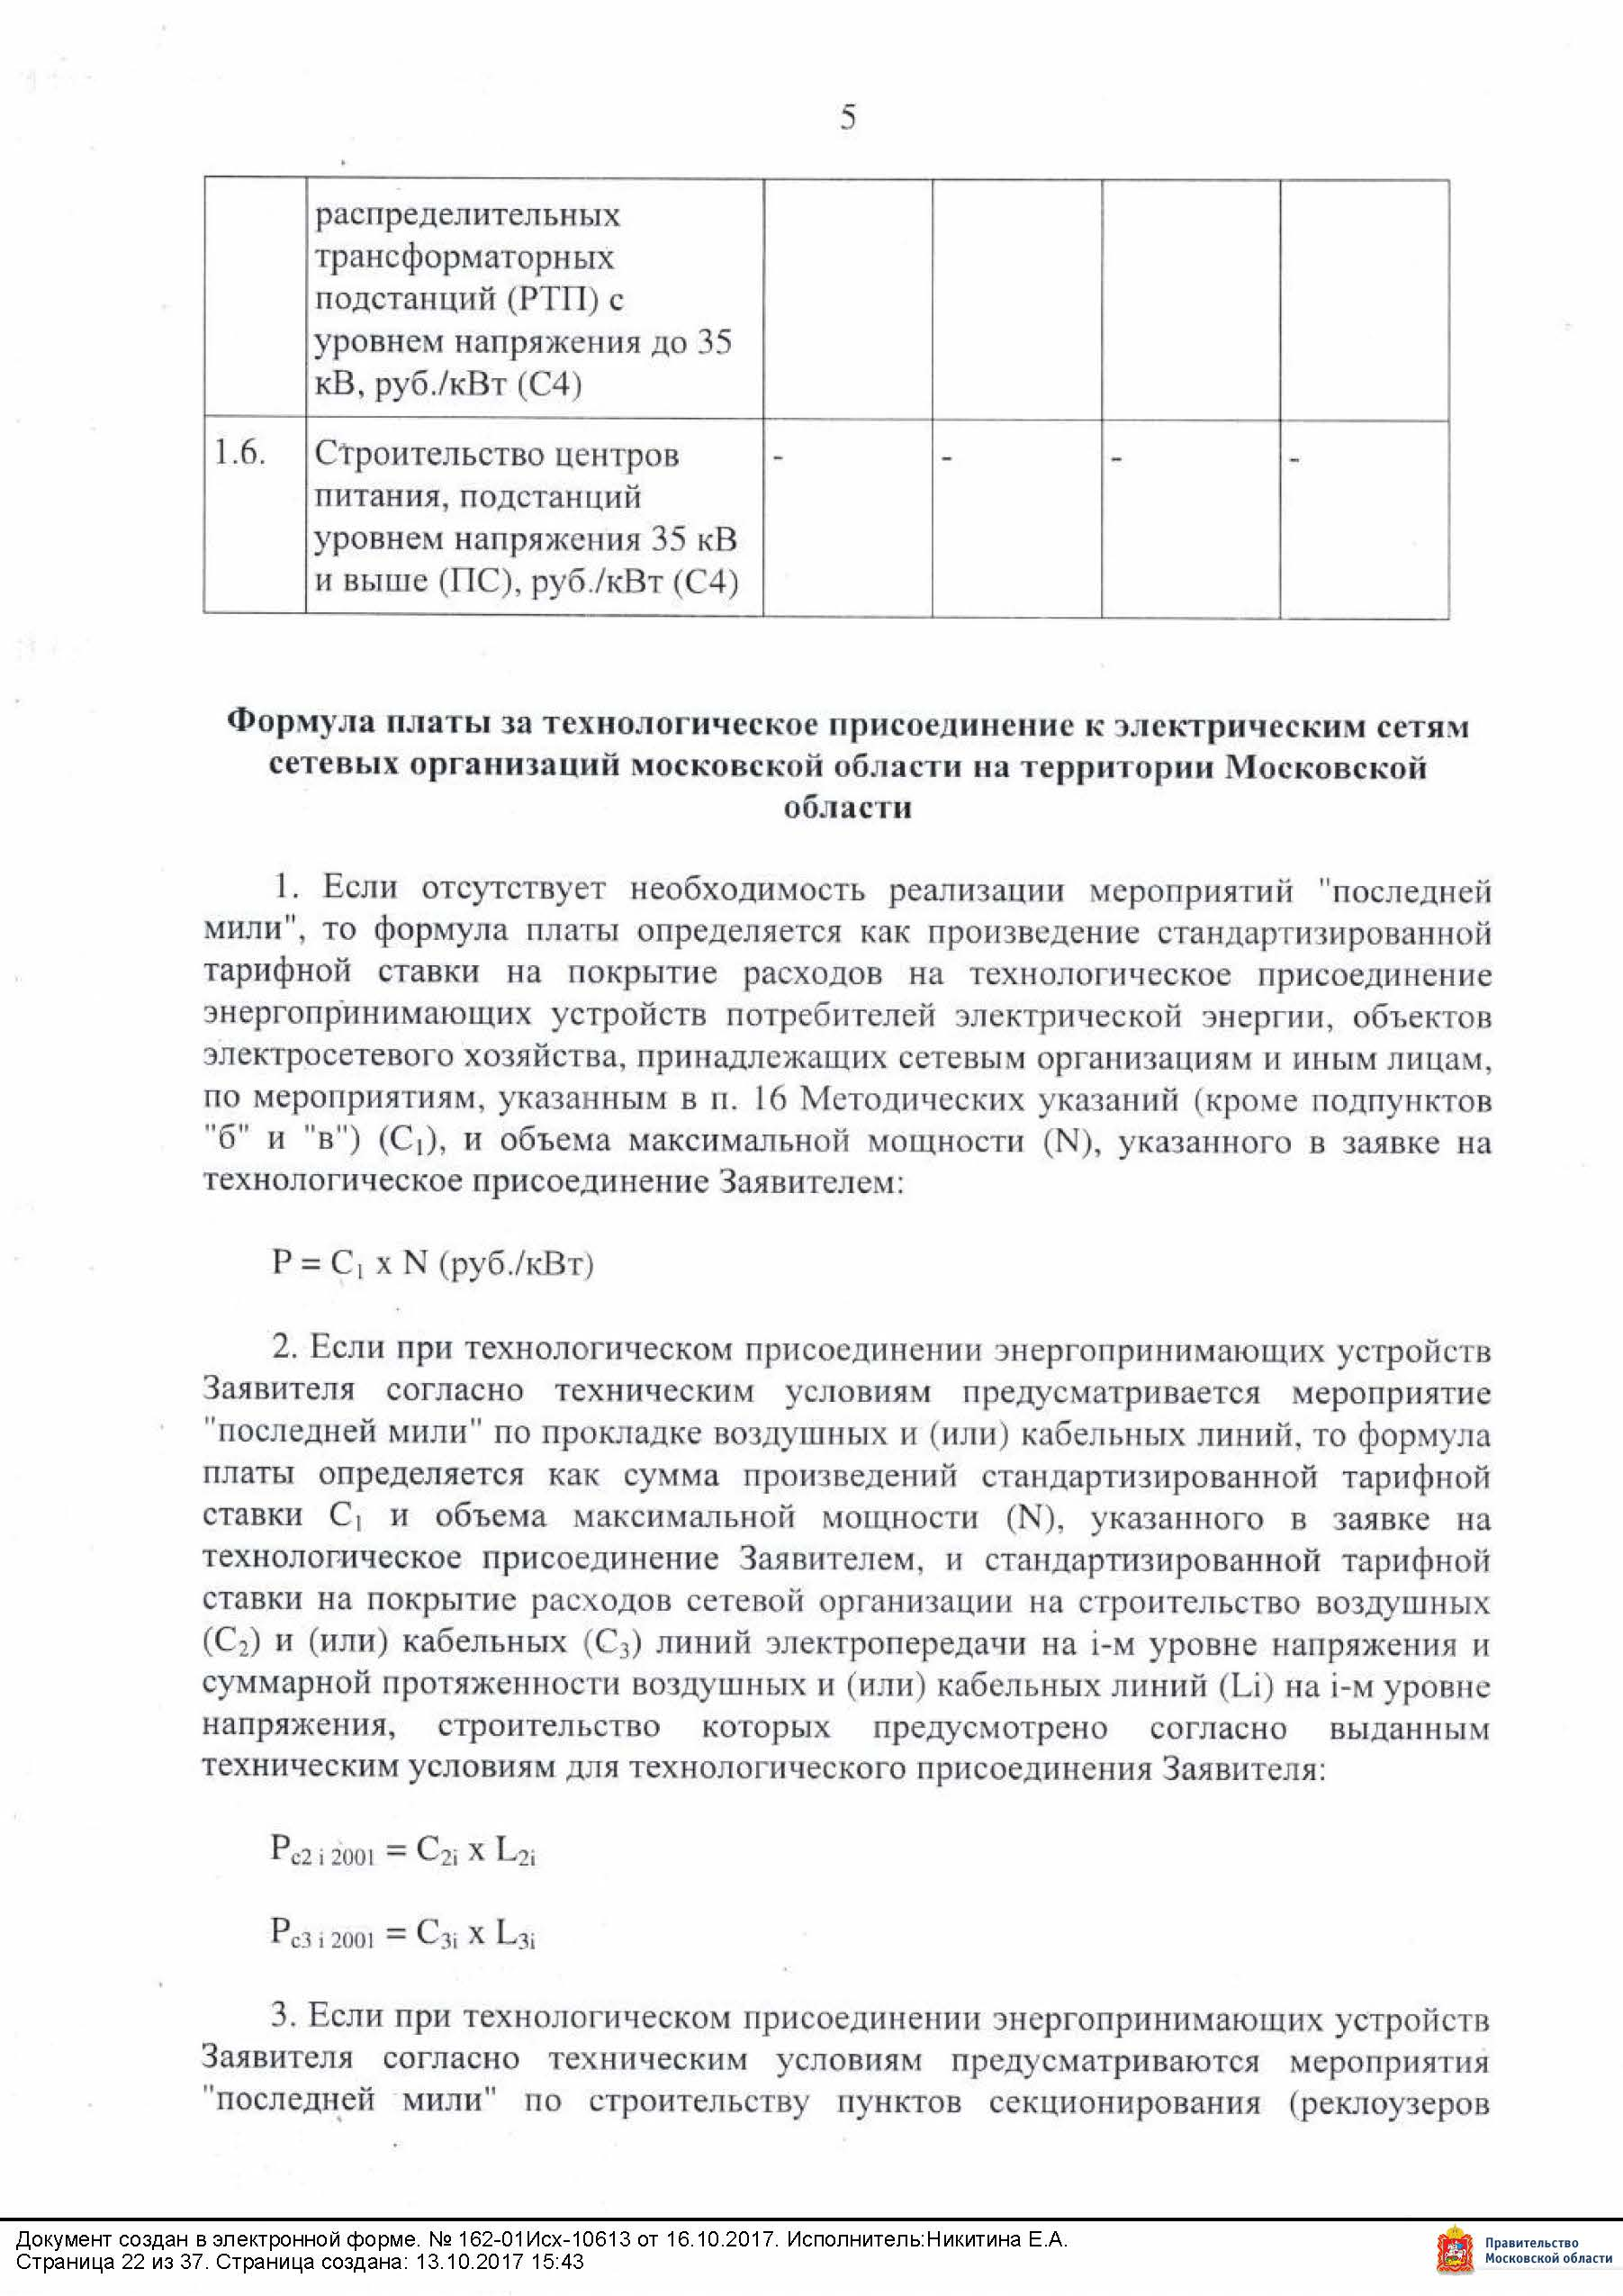 5
распределительных
трансформаторных
подстанций (РТП) с
уровнем напряжения до 35
кВ, руб./кВт (С4)
1.6. Строительство центров - - - -
питания, подстанций
уровнем напряжения 35 кВ
и выше (ПС), руб./кВт (С4)
Формула платы за технологическое присоединение к электрическим сетям
сетевых организаций московской области на территории Московской
области
1. Если отсутствует необходимость реализации мероприятий "последней
мили", то формула платы определяется как произведение стандартизированной
тарифной ставки на покрытие расходов на технологическое присоединение
энергопринимающих устройств потребителей электрической энергии, объектов
электросетевого хозяйства, принадлежащих сетевым организациям и иным лицам,
по мероприятиям, указанным в п. 16 Методических указаний (кроме подпунктов
"б" и "в") (С₁), и объема максимальной мощности (N), указанного в заявке на
технологическое присоединение Заявителем:
P = C₁ x N (руб./кВт)
2. Если при технологическом присоединении энергопринимающих устройств
Заявителя согласно техническим условиям предусматривается мероприятие
"последней мили" по прокладке воздушных и (или) кабельных линий, то формула
платы определяется как сумма произведений стандартизированной тарифной
ставки С₁ и объема максимальной мощности (N), указанного в заявке на
технологическое присоединение Заявителем, и стандартизированной тарифной
ставки на покрытие расходов сетевой организации на строительство воздушных
(С₂) и (или) кабельных (С₃) линий электропередачи на i-м уровне напряжения и
суммарной протяженности воздушных и (или) кабельных линий (Li) на i-м уровне
напряжения, строительство которых предусмотрено согласно выданным
техническим условиям для технологического присоединения Заявителя:
Pс2 i 2001 = C2i x L2i
Pс3 i 2001 = C3i x L3i
3. Если при технологическом присоединении энергопринимающих устройств
Заявителя согласно техническим условиям предусматриваются мероприятия
"последней мили" по строительству пунктов секционирования (реклоузеров
Документ создан в электронной форме. № 162-01Исх-10613 от 16.10.2017. Исполнитель:Никитина Е.А.
Страница 22 из 37. Страница создана: 13.10.2017 15:43
Правительство
Московской области